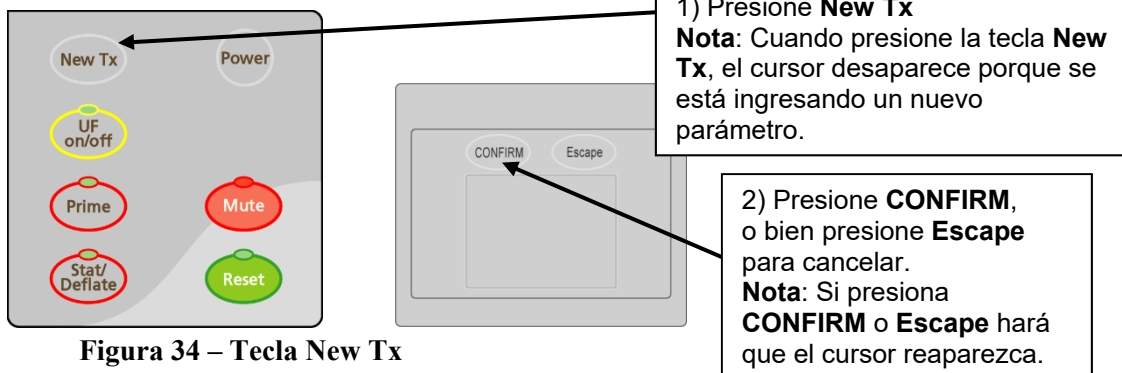 1) Presione New Tx
Nota: Cuando presione la tecla New
Tx, el cursor desaparece porque se
está ingresando un nuevo
parámetro.
New Tx
Power
UF
on/off
Prime
Mute
Stat/
Deflate
Reset
CONFIRM
Escape
2) Presione CONFIRM,
o bien presione Escape
para cancelar.
Nota: Si presiona
CONFIRM o Escape hará
que el cursor reaparezca.
Figura 34 – Tecla New Tx